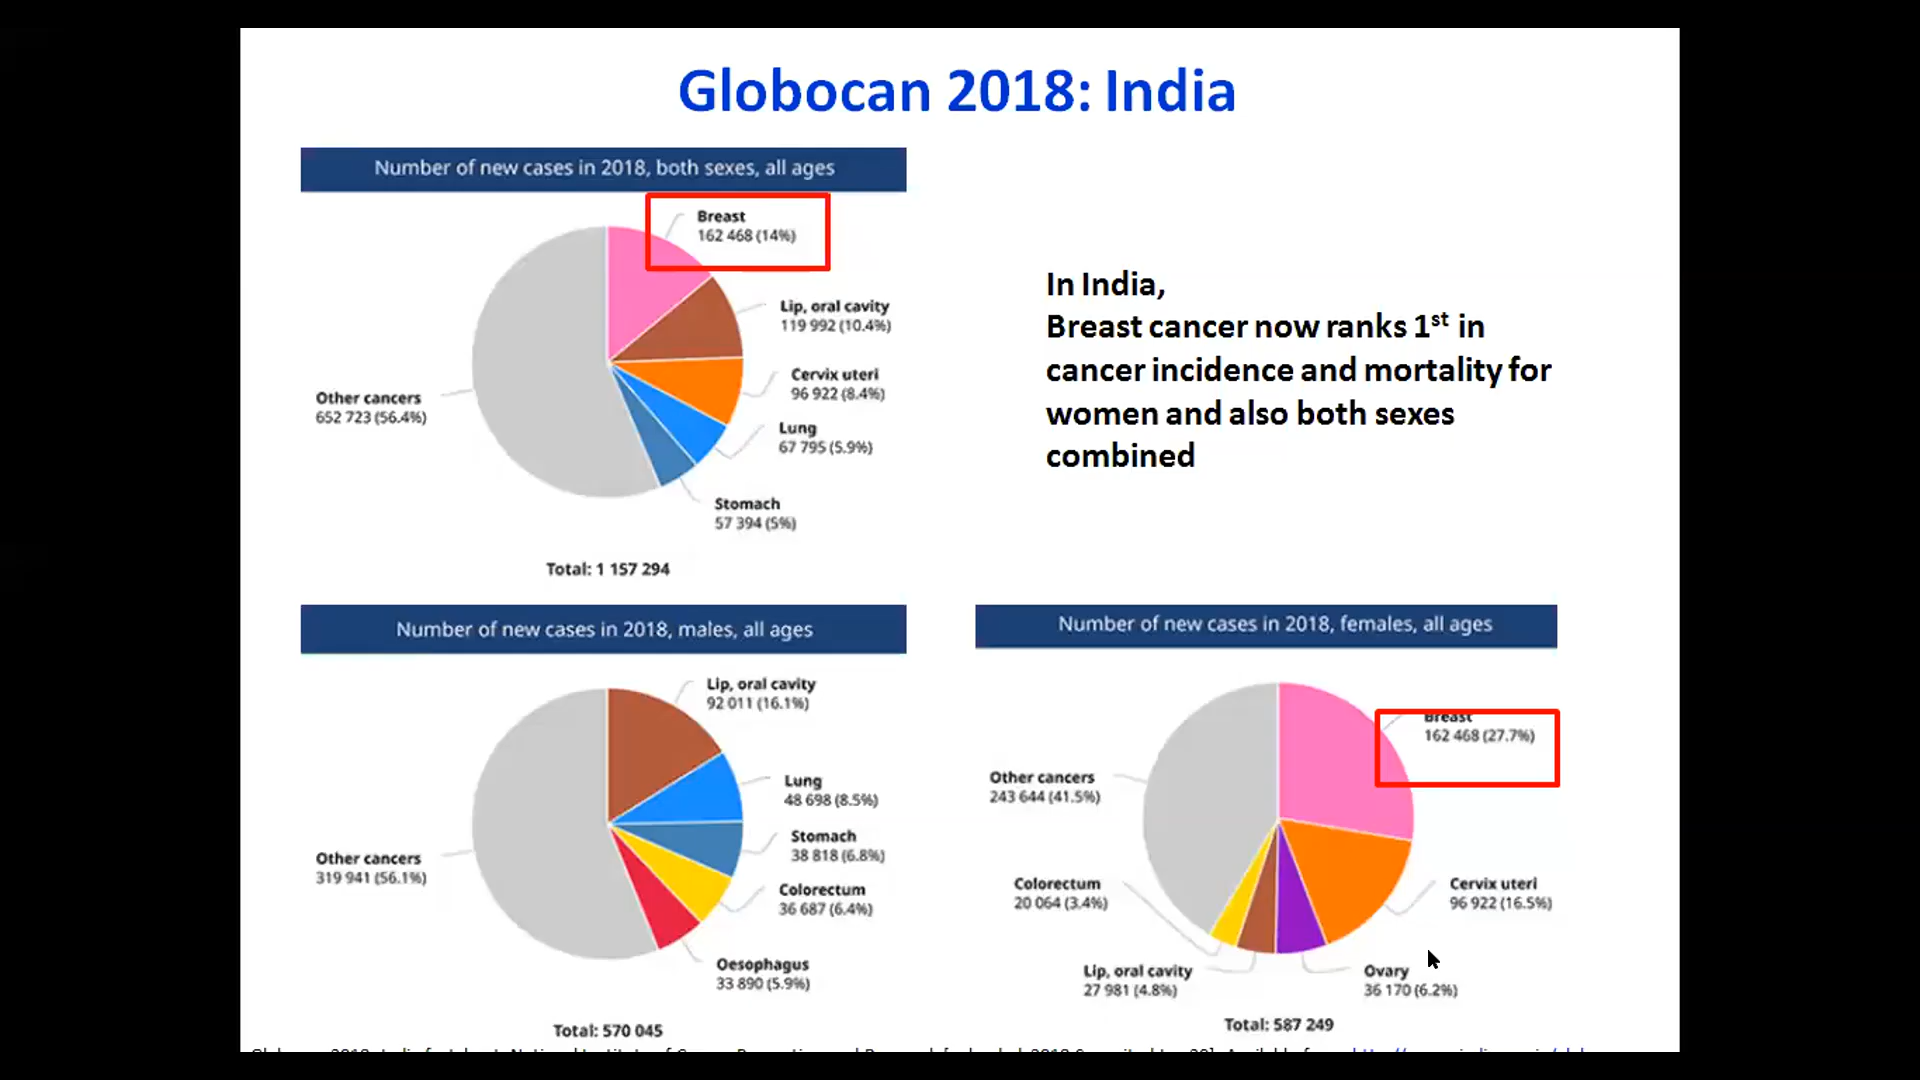 Globocan 2018: India
Number of new cases in 2018, both sexes, all ages
Breast
162 468 (14%)
Lip, oral cavity
119 992 (10.4%)
Cervix uteri
96 922 (8.4%)
Lung
67 795 (5.9%)
Stomach
57 394 (5%)
Other cancers
652 723 (56.4%)
Total: 1 157 294
In India,
Breast cancer now ranks 1st in
cancer incidence and mortality for
women and also both sexes
combined
Number of new cases in 2018, males, all ages
Lip, oral cavity
92 011 (16.1%)
Lung
48 698 (8.5%)
Stomach
38 818 (6.8%)
Colorectum
36 687 (6.4%)
Oesophagus
33 890 (5.9%)
Other cancers
319 941 (56.1%)
Total: 570 045
Number of new cases in 2018, females, all ages
Breast
162 468 (27.7%)
Cervix uteri
96 922 (16.5%)
Ovary
36 170 (6.2%)
Lip, oral cavity
27 981 (4.8%)
Colorectum
20 064 (3.4%)
Other cancers
243 644 (41.5%)
Total: 587 249